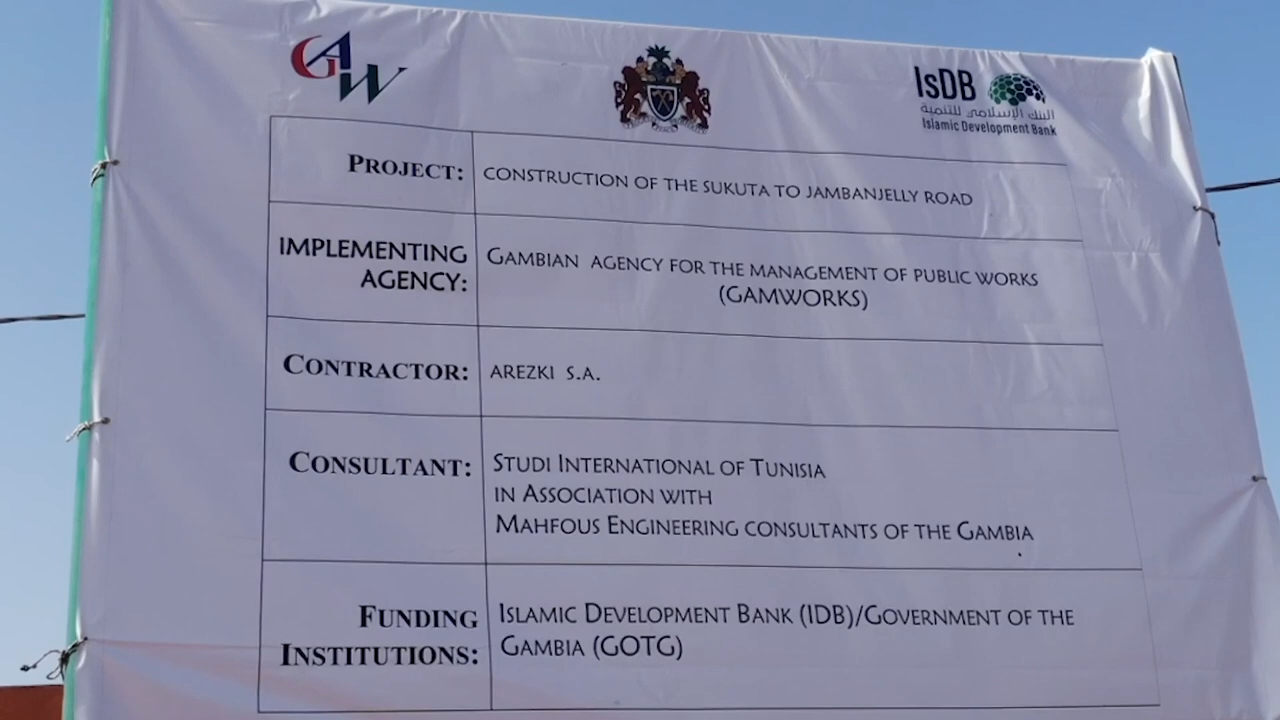 GAW
IsDB
البنك الإسلامي للتنمية
Islamic Development Bank
PROJECT: CONSTRUCTION OF THE SUKUTA TO JAMBANJELLY ROAD
IMPLEMENTING AGENCY: GAMBIAN AGENCY FOR THE MANAGEMENT OF PUBLIC WORKS
(GAMWORKS)
CONTRACTOR: AREZKI S.A.
CONSULTANT: STUDI INTERNATIONAL OF TUNISIA
IN ASSOCIATION WITH
MAHFOUS ENGINEERING CONSULTANTS OF THE GAMBIA
FUNDING INSTITUTIONS: ISLAMIC DEVELOPMENT BANK (IDB)/GOVERNMENT OF THE
GAMBIA (GOTG)